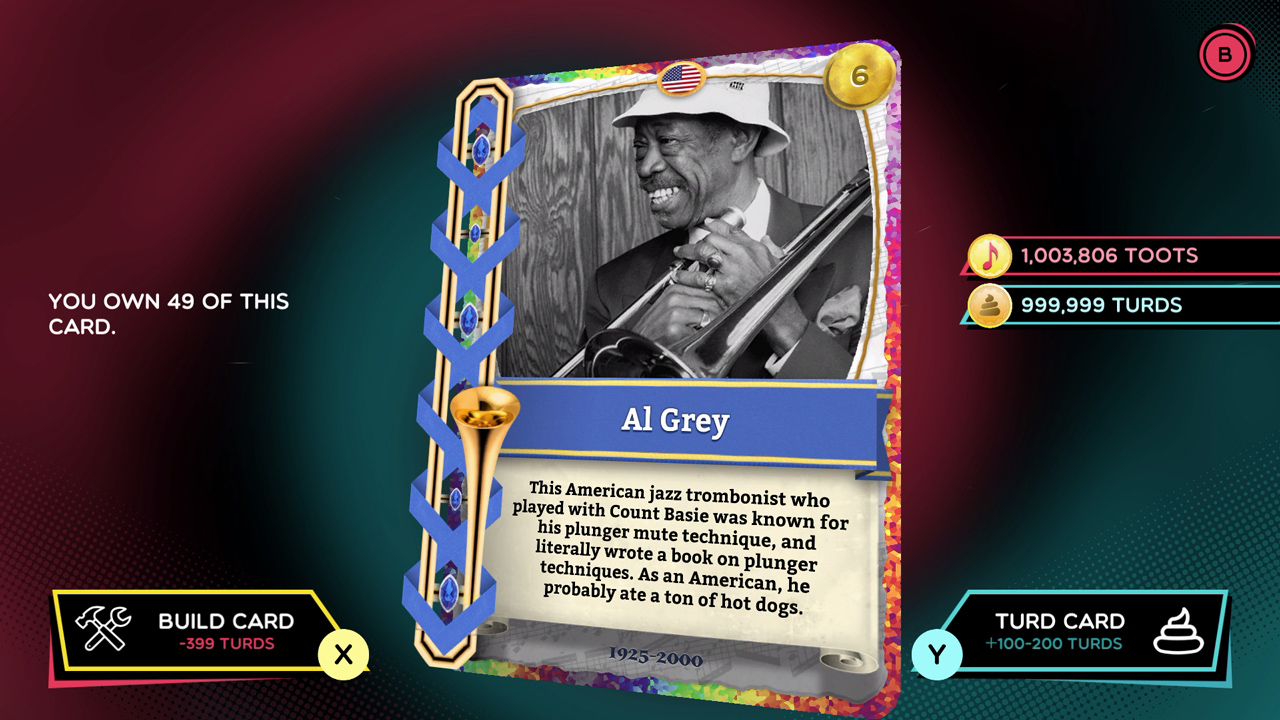 B
6
1,003,806 TOOTS
999,999 TURDS
YOU OWN 49 OF THIS
CARD.
Al Grey
This American jazz trombonist who
played with Count Basie was known for
his plunger mute technique, and
literally wrote a book on plunger
techniques. As an American, he
probably ate a ton of hot dogs.
1925-2000
BUILD CARD
-399 TURDS
X
TURD CARD
+100-200 TURDS
Y